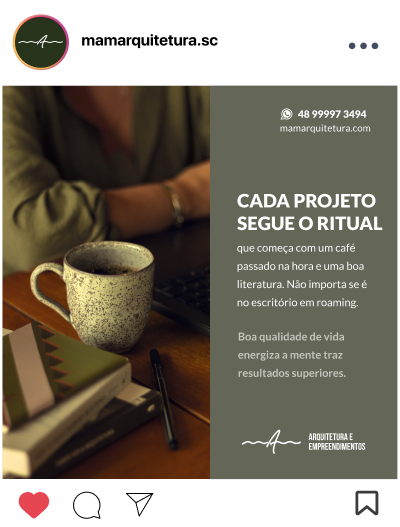 mamarquitetura.sc
48 99997 3494
mamarquitetura.com
CADA PROJETO
SEGUE O RITUAL
que começa com um café
passado na hora e uma boa
literatura. Não importa se é
no escritório em roaming.
Boa qualidade de vida
energiza a mente traz
resultados superiores.
ARQUITETURA E
EMPREENDIMENTOS